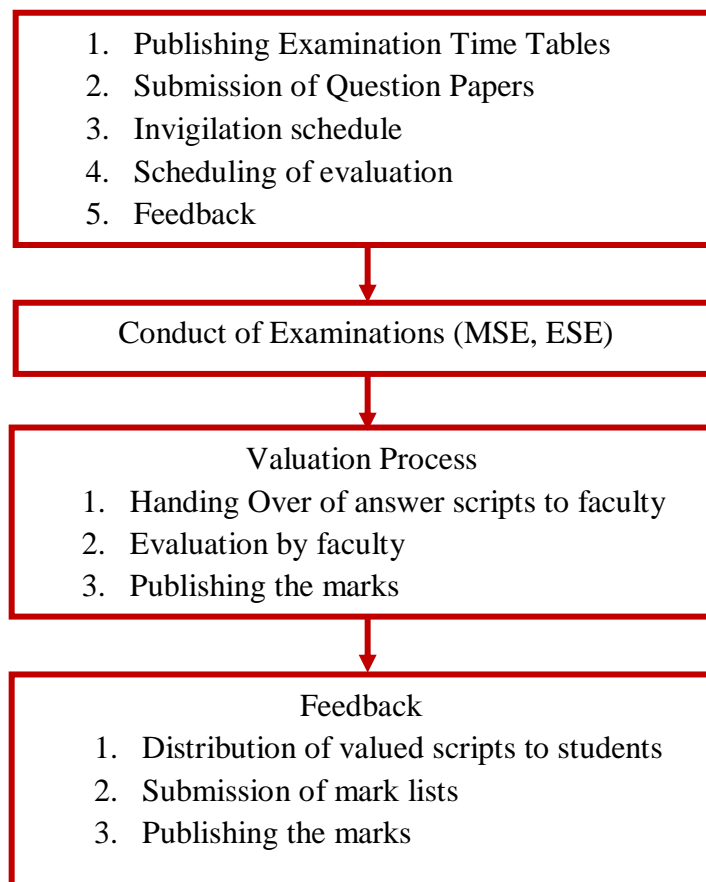 1. Publishing Examination Time Tables
2. Submission of Question Papers
3. Invigilation schedule
4. Scheduling of evaluation
5. Feedback
Conduct of Examinations (MSE, ESE)
Valuation Process
1. Handing Over of answer scripts to faculty
2. Evaluation by faculty
3. Publishing the marks
Feedback
1. Distribution of valued scripts to students
2. Submission of mark lists
3. Publishing the marks